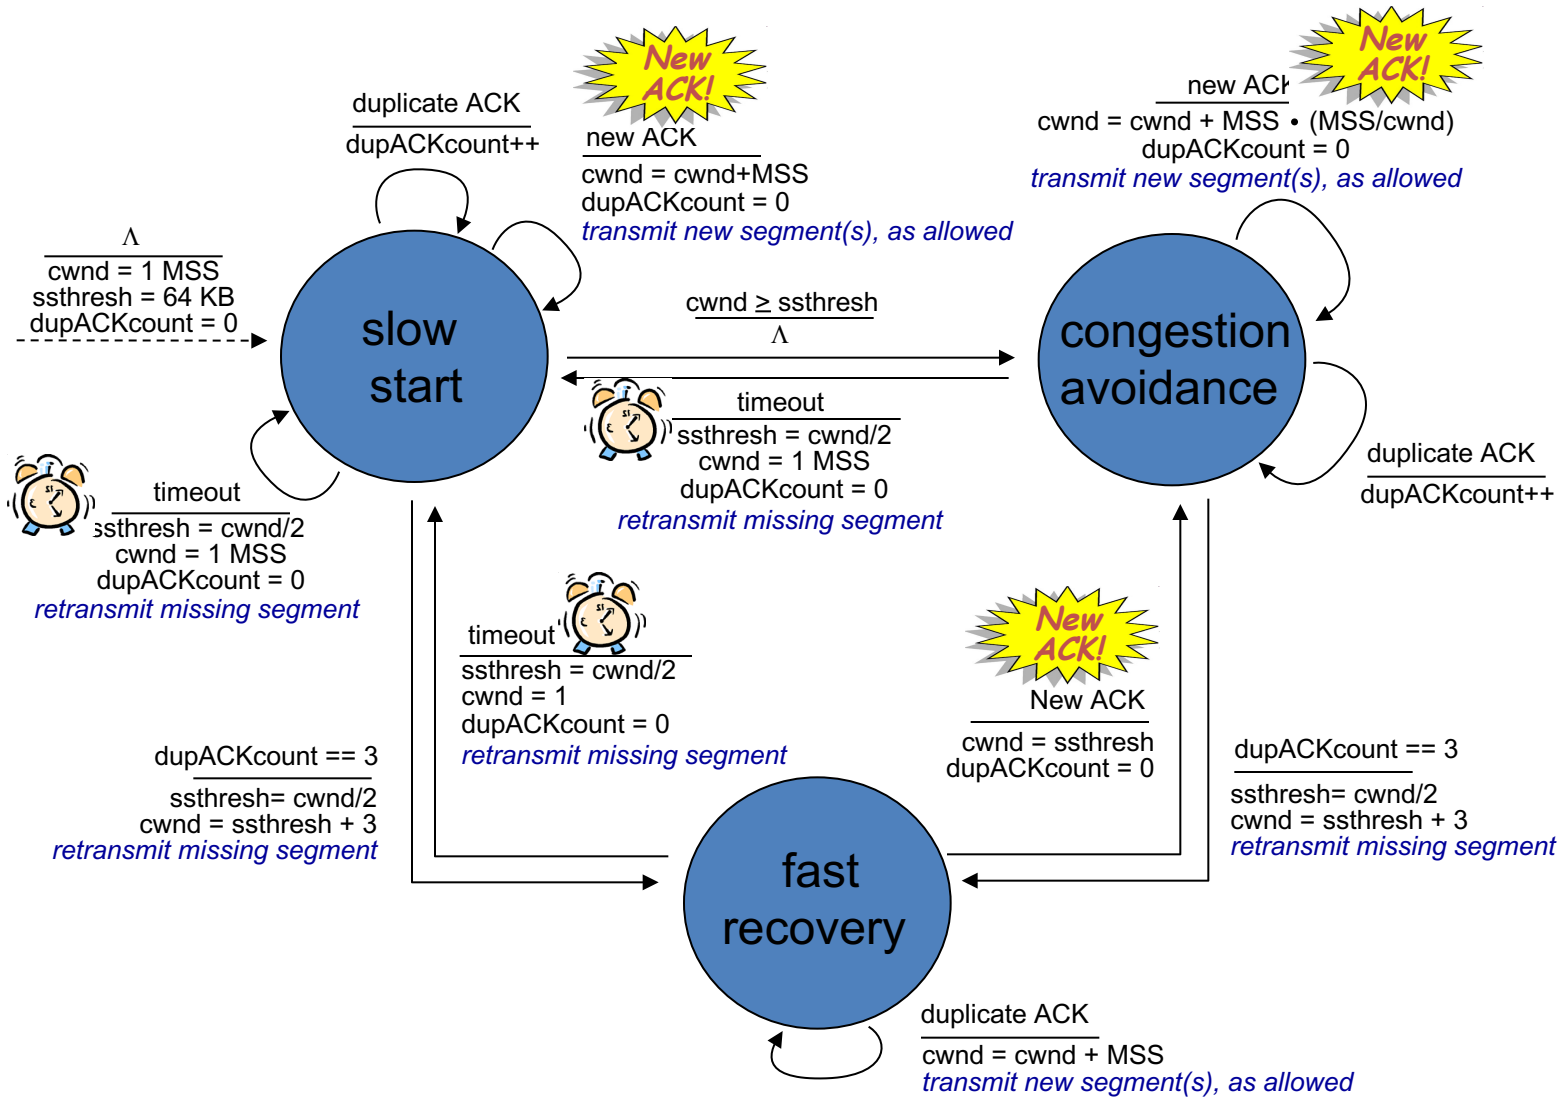 New
ACK!
duplicate ACK
dupACKcount++
new ACK
cwnd = cwnd+MSS
dupACKcount = 0
transmit new segment(s), as allowed
New
ACK!
new ACK
cwnd = cwnd + MSS • (MSS/cwnd)
dupACKcount = 0
transmit new segment(s), as allowed
Λ
cwnd = 1 MSS
ssthresh = 64 KB
dupACKcount = 0
slow
start
cwnd ≥ ssthresh
Λ
congestion
avoidance
timeout
ssthresh = cwnd/2
cwnd = 1 MSS
dupACKcount = 0
retransmit missing segment
duplicate ACK
dupACKcount++
timeout
ssthresh = cwnd/2
cwnd = 1 MSS
dupACKcount = 0
retransmit missing segment
timeout
ssthresh = cwnd/2
cwnd = 1
dupACKcount = 0
retransmit missing segment
New
ACK!
New ACK
cwnd = ssthresh
dupACKcount = 0
dupACKcount == 3
ssthresh= cwnd/2
cwnd = ssthresh + 3
retransmit missing segment
dupACKcount == 3
ssthresh= cwnd/2
cwnd = ssthresh + 3
retransmit missing segment
fast
recovery
duplicate ACK
cwnd = cwnd + MSS
transmit new segment(s), as allowed